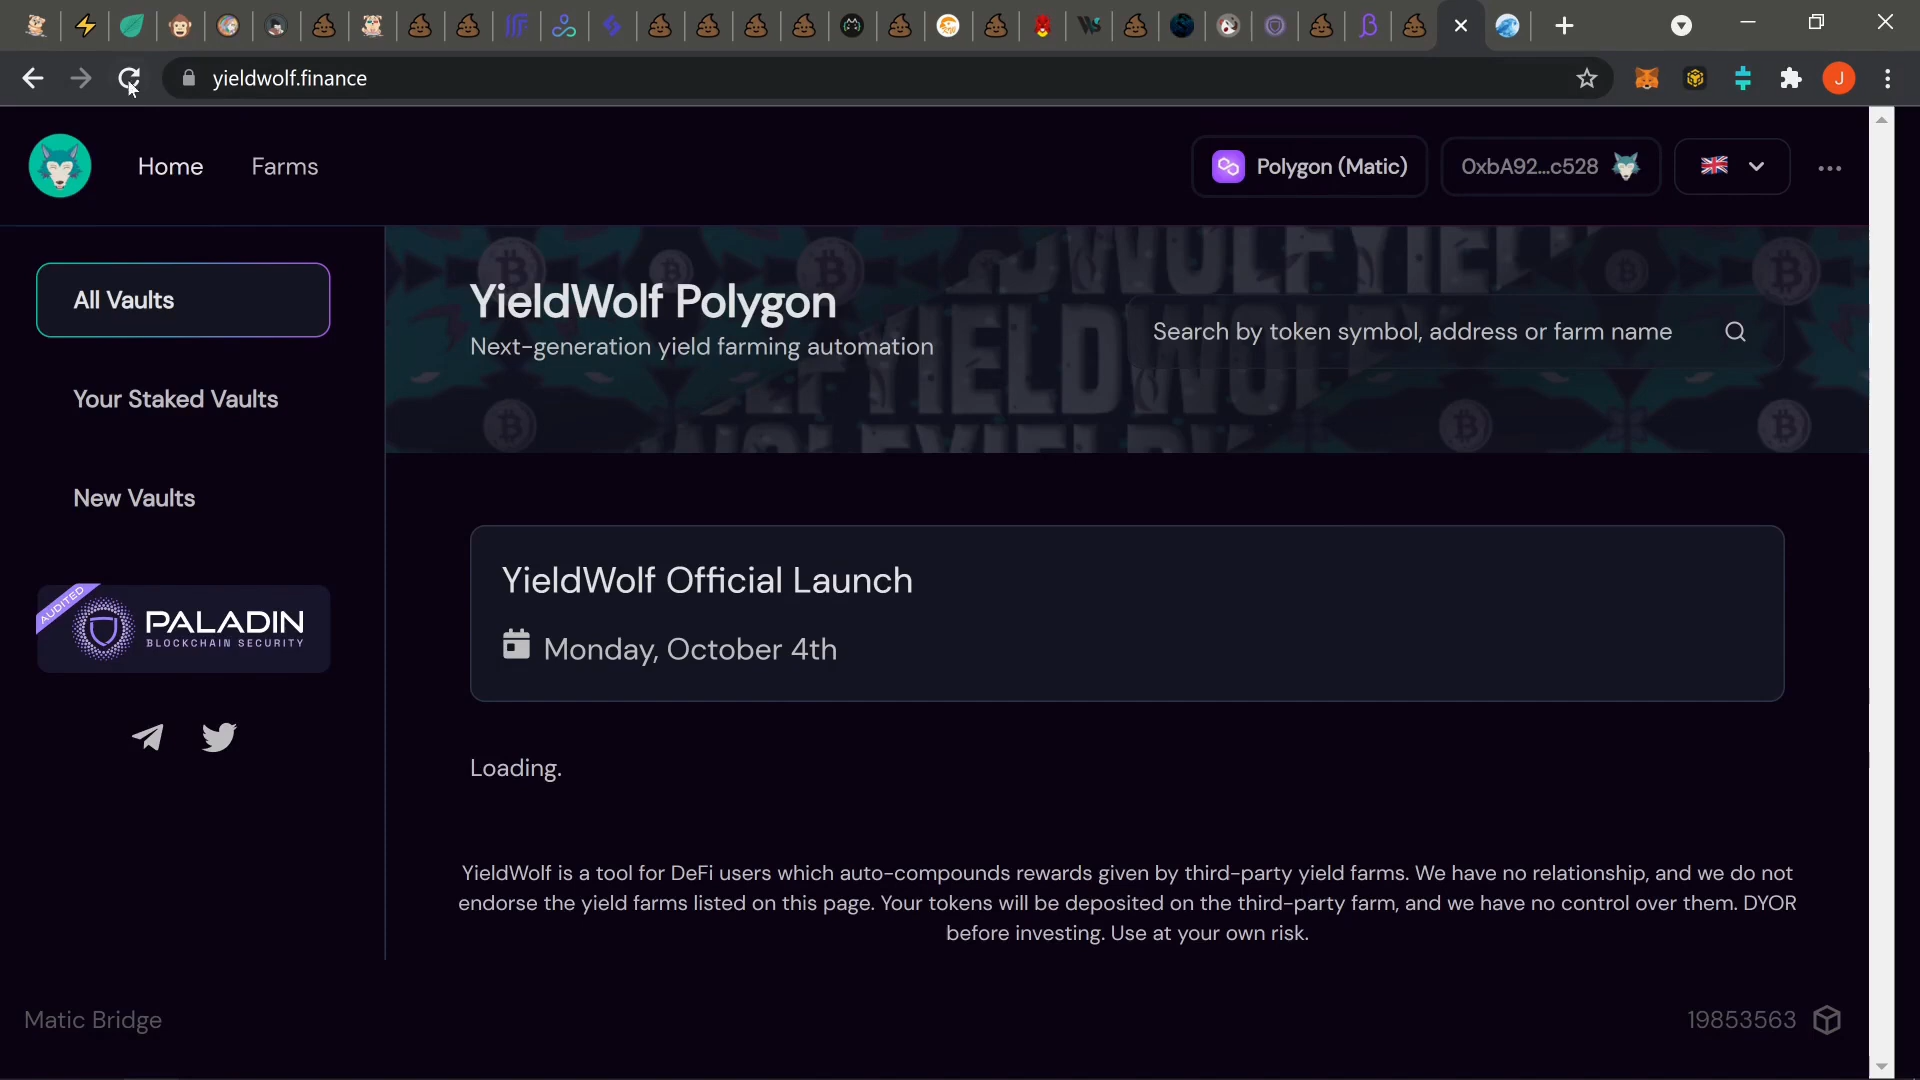 yieldwolf.finance
J
Home
Farms
Polygon (Matic)
0xbA92...c528
All Vaults
Your Staked Vaults
New Vaults
YieldWolf Polygon
Next-generation yield farming automation
Search by token symbol, address or farm name
YieldWolf Official Launch
Monday, October 4th
AUDITED
PALADIN
BLOCKCHAIN SECURITY
Loading.
YieldWolf is a tool for DeFi users which auto-compounds rewards given by third-party yield farms. We have no relationship, and we do not
endorse the yield farms listed on this page. Your tokens will be deposited on the third-party farm, and we have no control over them. DYOR
before investing. Use at your own risk.
Matic Bridge
19853563